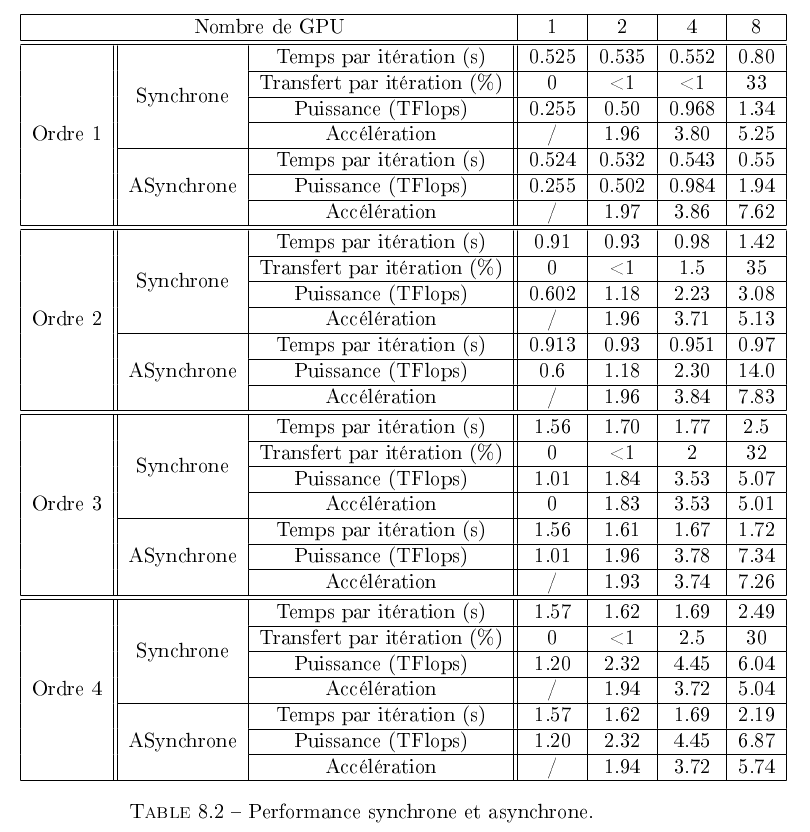 Nombre de GPU 1 2 4 8
Temps par itération (s) 0.525 0.535 0.552 0.80
Transfert par itération (%) 0 <1 <1 33
Synchrone
Puissance (TFlops) 0.255 0.50 0.968 1.34
Ordre 1 Accélération / 1.96 3.80 5.25
Temps par itération (s) 0.524 0.532 0.543 0.55
ASynchrone Puissance (TFlops) 0.255 0.502 0.984 1.94
Accélération / 1.97 3.86 7.62
Temps par itération (s) 0.91 0.93 0.98 1.42
Transfert par itération (%) 0 <1 1.5 35
Synchrone
Puissance (TFlops) 0.602 1.18 2.23 3.08
Ordre 2 Accélération / 1.96 3.71 5.13
Temps par itération (s) 0.913 0.93 0.951 0.97
ASynchrone Puissance (TFlops) 0.6 1.18 2.30 14.0
Accélération / 1.96 3.84 7.83
Temps par itération (s) 1.56 1.70 1.77 2.5
Transfert par itération (%) 0 <1 2 32
Synchrone
Puissance (TFlops) 1.01 1.84 3.53 5.07
Ordre 3 Accélération 0 1.83 3.53 5.01
Temps par itération (s) 1.56 1.61 1.67 1.72
ASynchrone Puissance (TFlops) 1.01 1.96 3.78 7.34
Accélération / 1.93 3.74 7.26
Temps par itération (s) 1.57 1.62 1.69 2.49
Transfert par itération (%) 0 <1 2.5 30
Synchrone
Puissance (TFlops) 1.20 2.32 4.45 6.04
Ordre 4 Accélération / 1.94 3.72 5.04
Temps par itération (s) 1.57 1.62 1.69 2.19
ASynchrone Puissance (TFlops) 1.20 2.32 4.45 6.87
Accélération / 1.94 3.72 5.74
TABLE 8.2 – Performance synchrone et asynchrone.